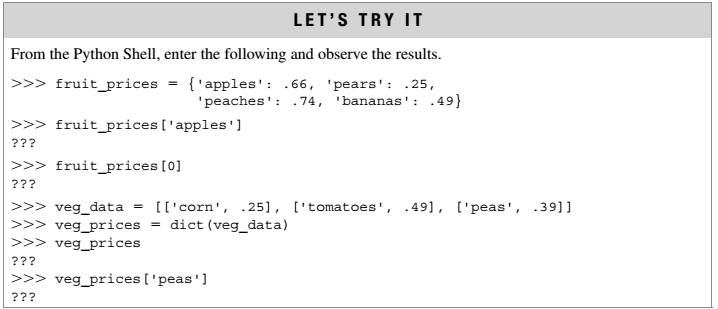 LET'S TRY IT
From the Python Shell, enter the following and observe the results.
>>> fruit_prices = {'apples': .66, 'pears': .25,
'peaches': .74, 'bananas': .49}
>>> fruit_prices['apples']
???
>>> fruit_prices[0]
???
>>> veg_data = [['corn', .25], ['tomatoes', .49], ['peas', .39]]
>>> veg_prices = dict(veg_data)
>>> veg_prices
???
>>> veg_prices['peas']
???